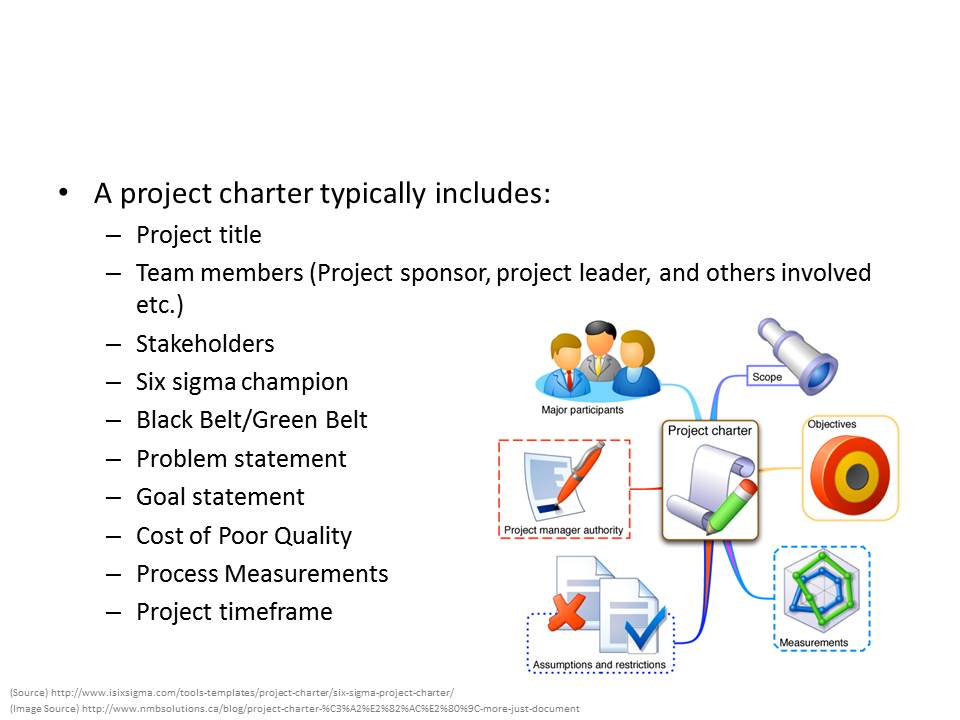 • A project charter typically includes:
– Project title
– Team members (Project sponsor, project leader, and others involved
etc.)
– Stakeholders
– Six sigma champion
– Black Belt/Green Belt
– Problem statement
– Goal statement
– Cost of Poor Quality
– Process Measurements
– Project timeframe
Major participants
Scope
Project charter
Objectives
Project manager authority
Measurements
Assumptions and restrictions
(Source) http://www.isixsigma.com/tools-templates/project-charter/six-sigma-project-charter/
(Image Source) http://www.nmbsolutions.ca/blog/project-charter-%C3%A2%E2%82%AC%E2%80%9C-more-just-document